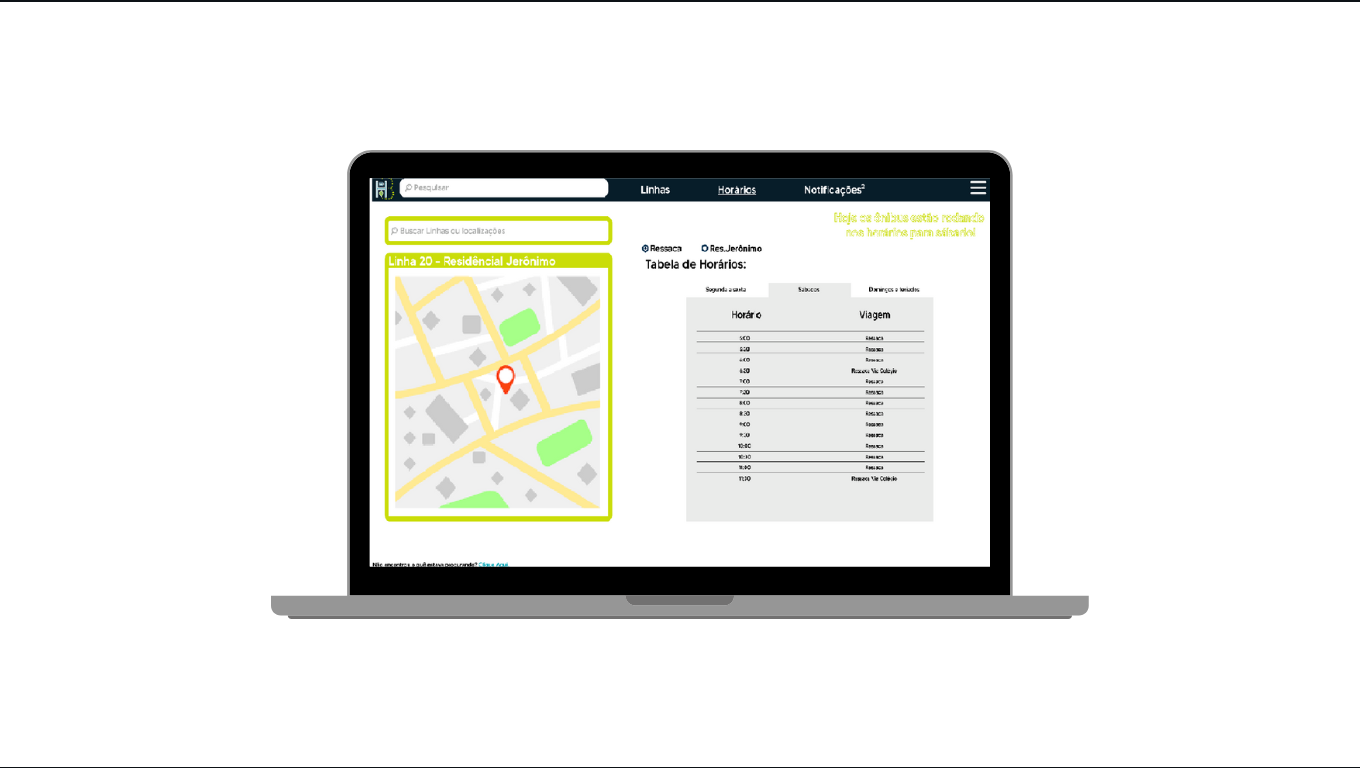 Pesquisar
Linhas
Horários
Notificações²
Hoje os ônibus estão rodando
nos horários para sábado!
Buscar Linhas ou localizações
Linha 20 - Residêncial Jerônimo
Ressaca
Res.Jerônimo
Tabela de Horários:
Segunda a sexta
Sábados
Domingos e feriados
Horário Viagem
5:00 Ressaca
5:30 Ressaca
6:00 Ressaca
6:30 Ressaca Via Colégio
7:00 Ressaca
7:30 Ressaca
8:00 Ressaca
8:30 Ressaca
9:00 Ressaca
9:30 Ressaca
10:00 Ressaca
10:30 Ressaca
11:00 Ressaca
11:30 Ressaca Via Colégio
Não encontrou o quê estava procurando? Clique Aqui